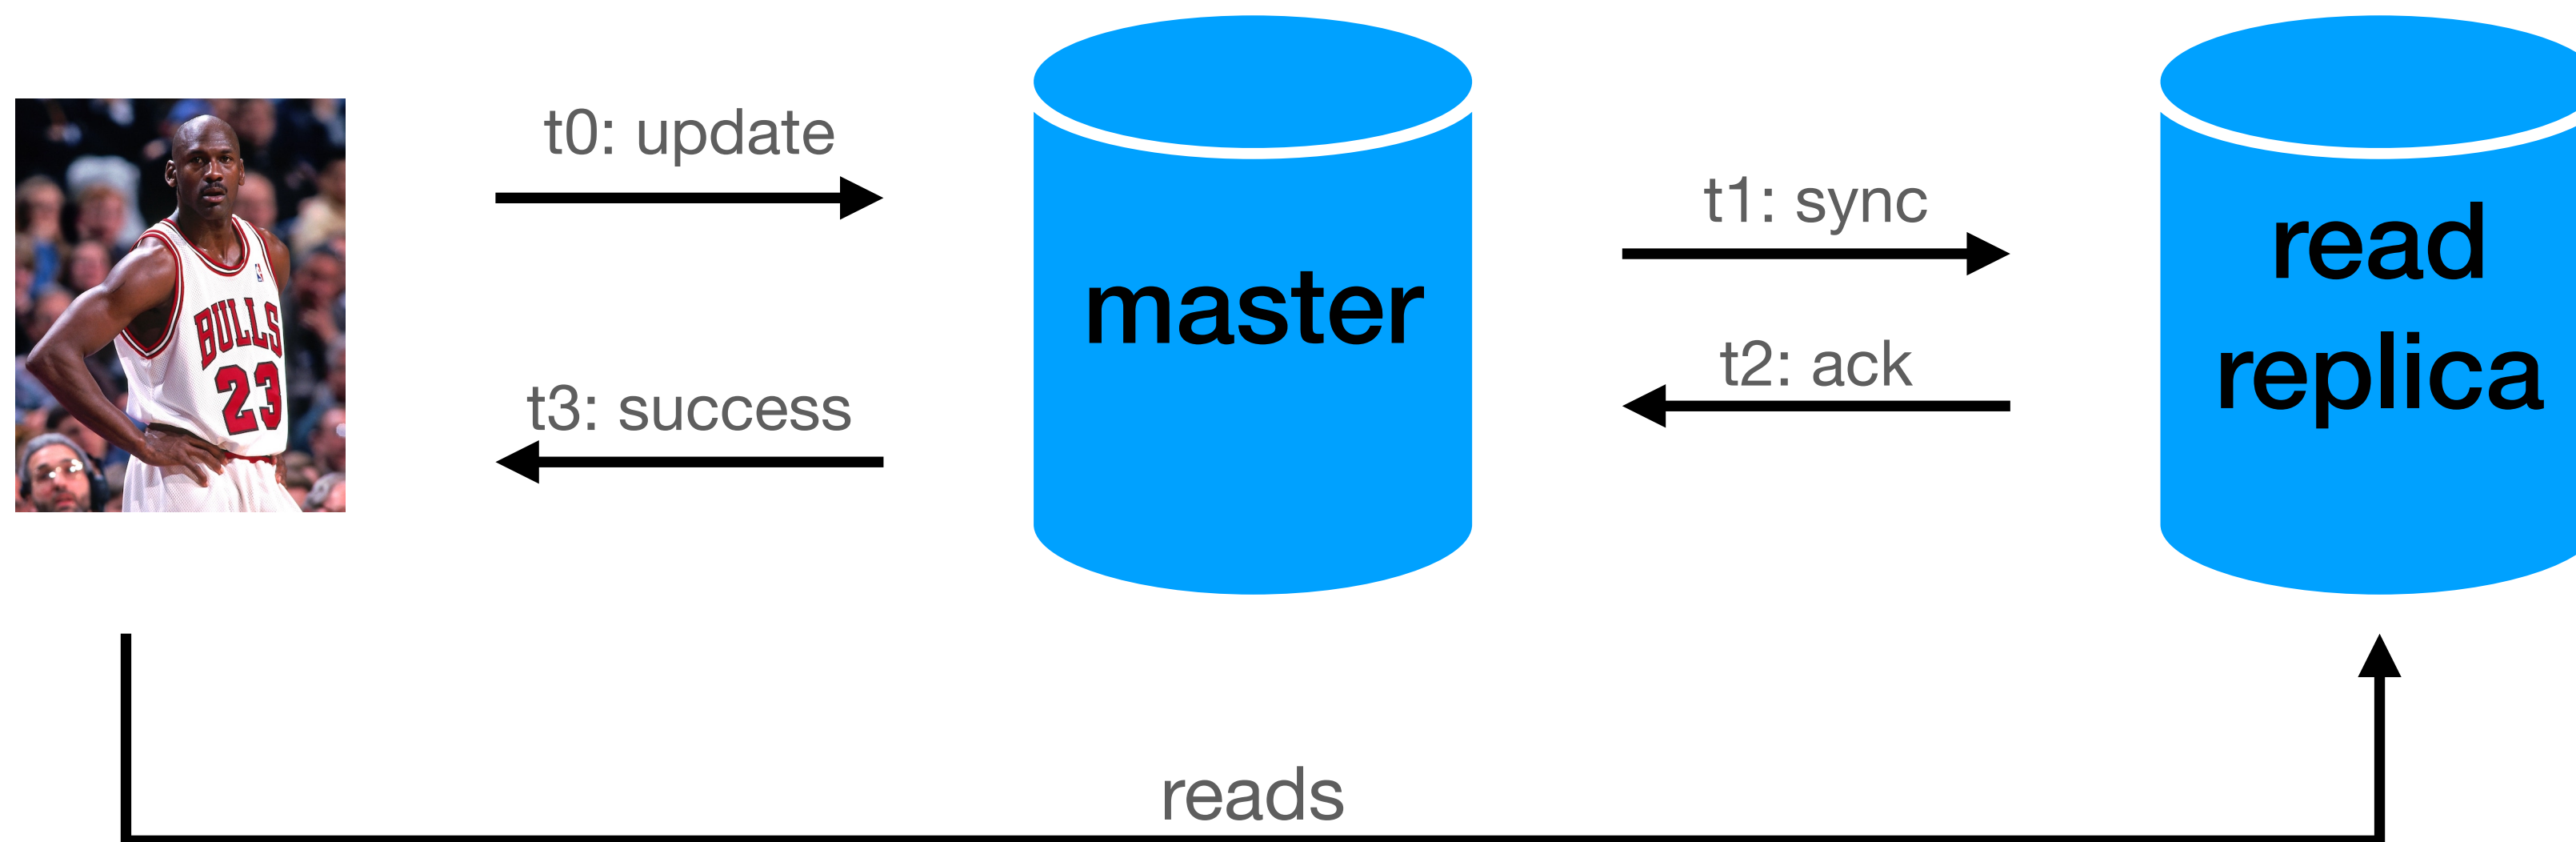 t0: update
t3: success
BULLS
23
master
t1: sync
t2: ack
read
replica
reads